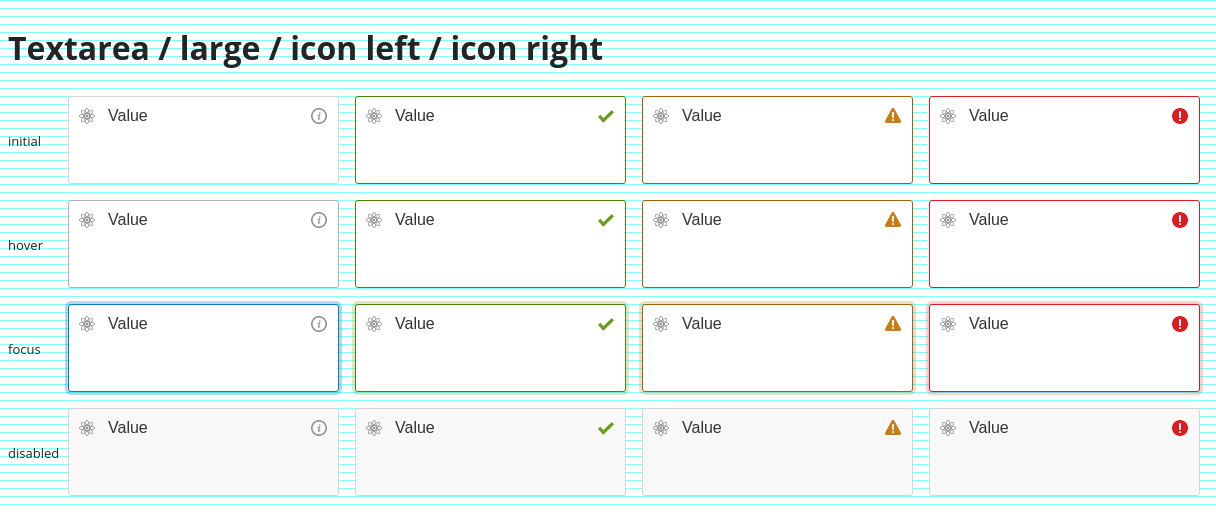 Textarea / large / icon left / icon right
initial Value Value Value Value
hover Value Value Value Value
focus Value Value Value Value
disabled Value Value Value Value